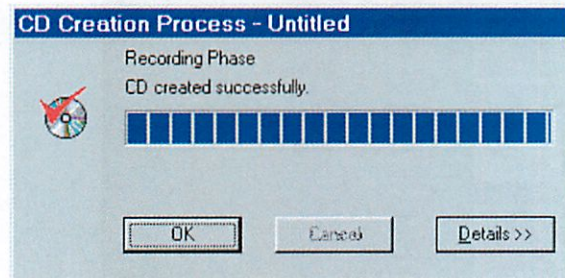 CD Creation Process - Untitled
Recording Phase
CD created successfully.
OK
Cancel
Details >>